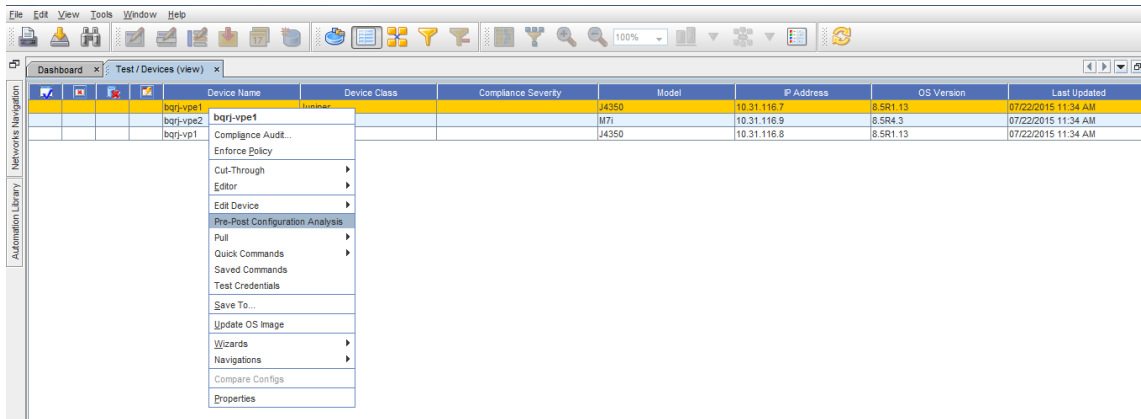 File Edit View Tools Window Help
17 100%
Dashboard x Test / Devices (view) x
Networks Navigation
Automation Library
Device Name Device Class Compliance Severity Model IP Address OS Version Last Updated
bqrj-vpe1 Juniper J4350 10.31.116.7 8.5R1.13 07/22/2015 11:34 AM
bqrj-vpe2 M7i 10.31.116.9 8.5R4.3 07/22/2015 11:34 AM
bqrj-vp1 J4350 10.31.116.8 8.5R1.13 07/22/2015 11:34 AM
bqrj-vpe1
Compliance Audit...
Enforce Policy
Cut-Through
Editor
Edit Device
Pre-Post Configuration Analysis
Pull
Quick Commands
Saved Commands
Test Credentials
Save To...
Update OS Image
Wizards
Navigations
Compare Configs
Properties